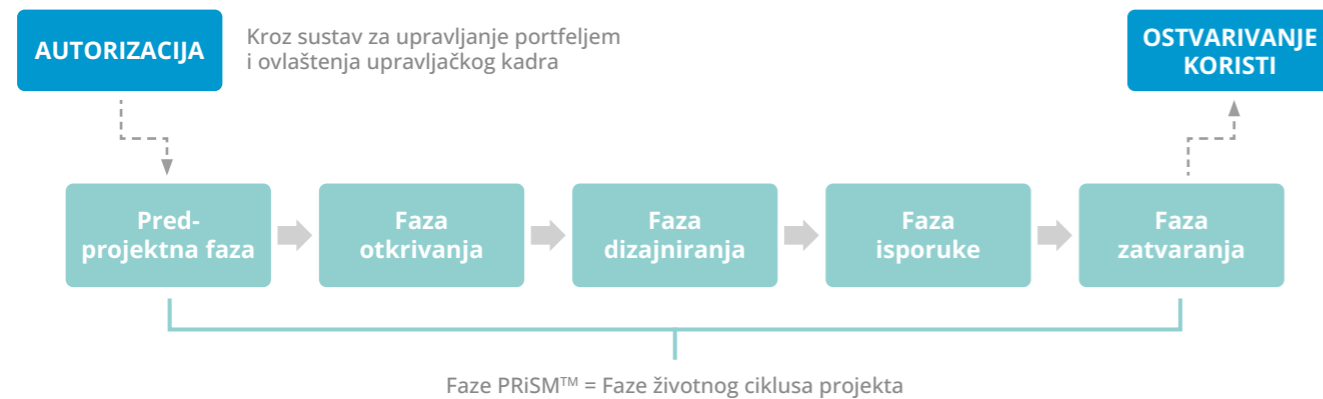 AUTORIZACIJA
Kroz sustav za upravljanje portfeljem
i ovlaštenja upravljačkog kadra
OSTVARIVANJE
KORISTI
Pred-
projektna faza
Faza
otkrivanja
Faza
dizajniranja
Faza
isporuke
Faza
zatvaranja
Faze PRiSM™ = Faze životnog ciklusa projekta